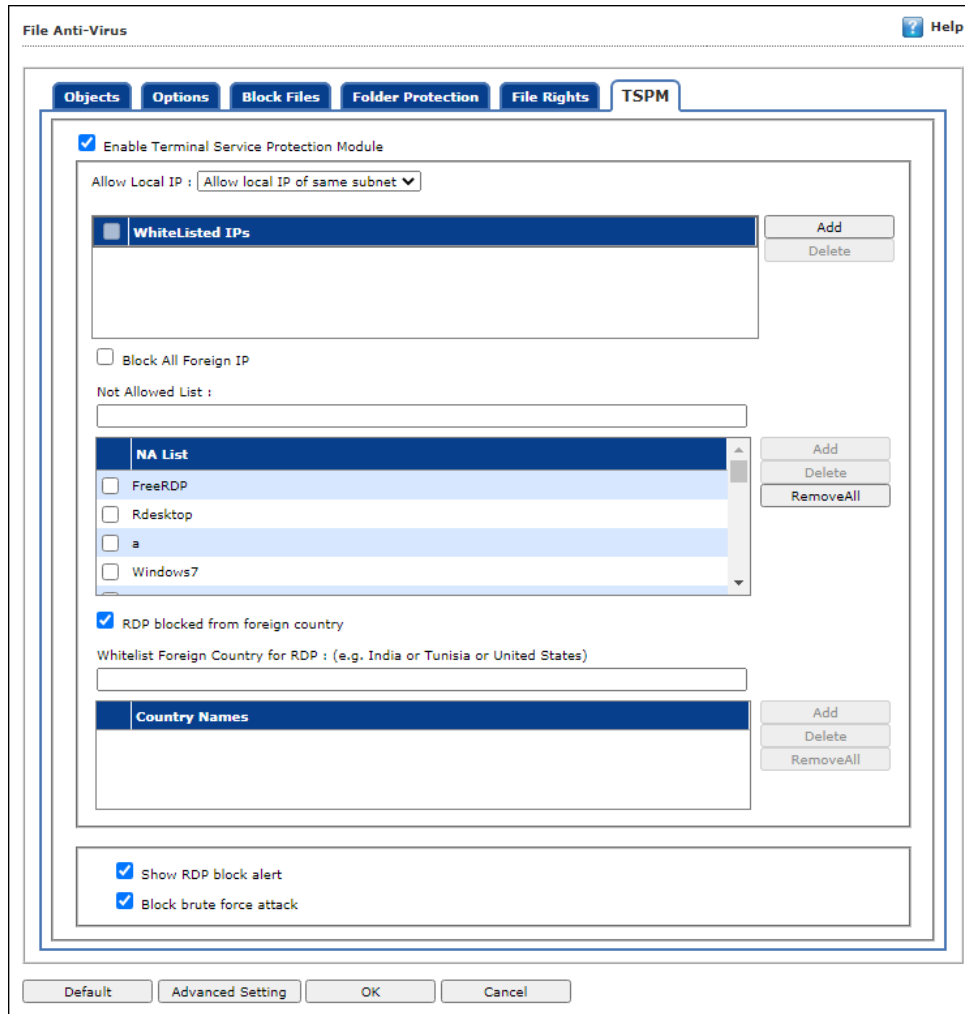 File Anti-Virus
? Help
Objects Options Block Files Folder Protection File Rights TSPM
Enable Terminal Service Protection Module
Allow Local IP : Allow local IP of same subnet
WhiteListed IPs
Add
Delete
Block All Foreign IP
Not Allowed List :
NA List
Add
Delete
RemoveAll
FreeRDP
Rdesktop
a
Windows7
RDP blocked from foreign country
Whitelist Foreign Country for RDP : (e.g. India or Tunisia or United States)
Country Names
Add
Delete
RemoveAll
Show RDP block alert
Block brute force attack
Default Advanced Setting OK Cancel